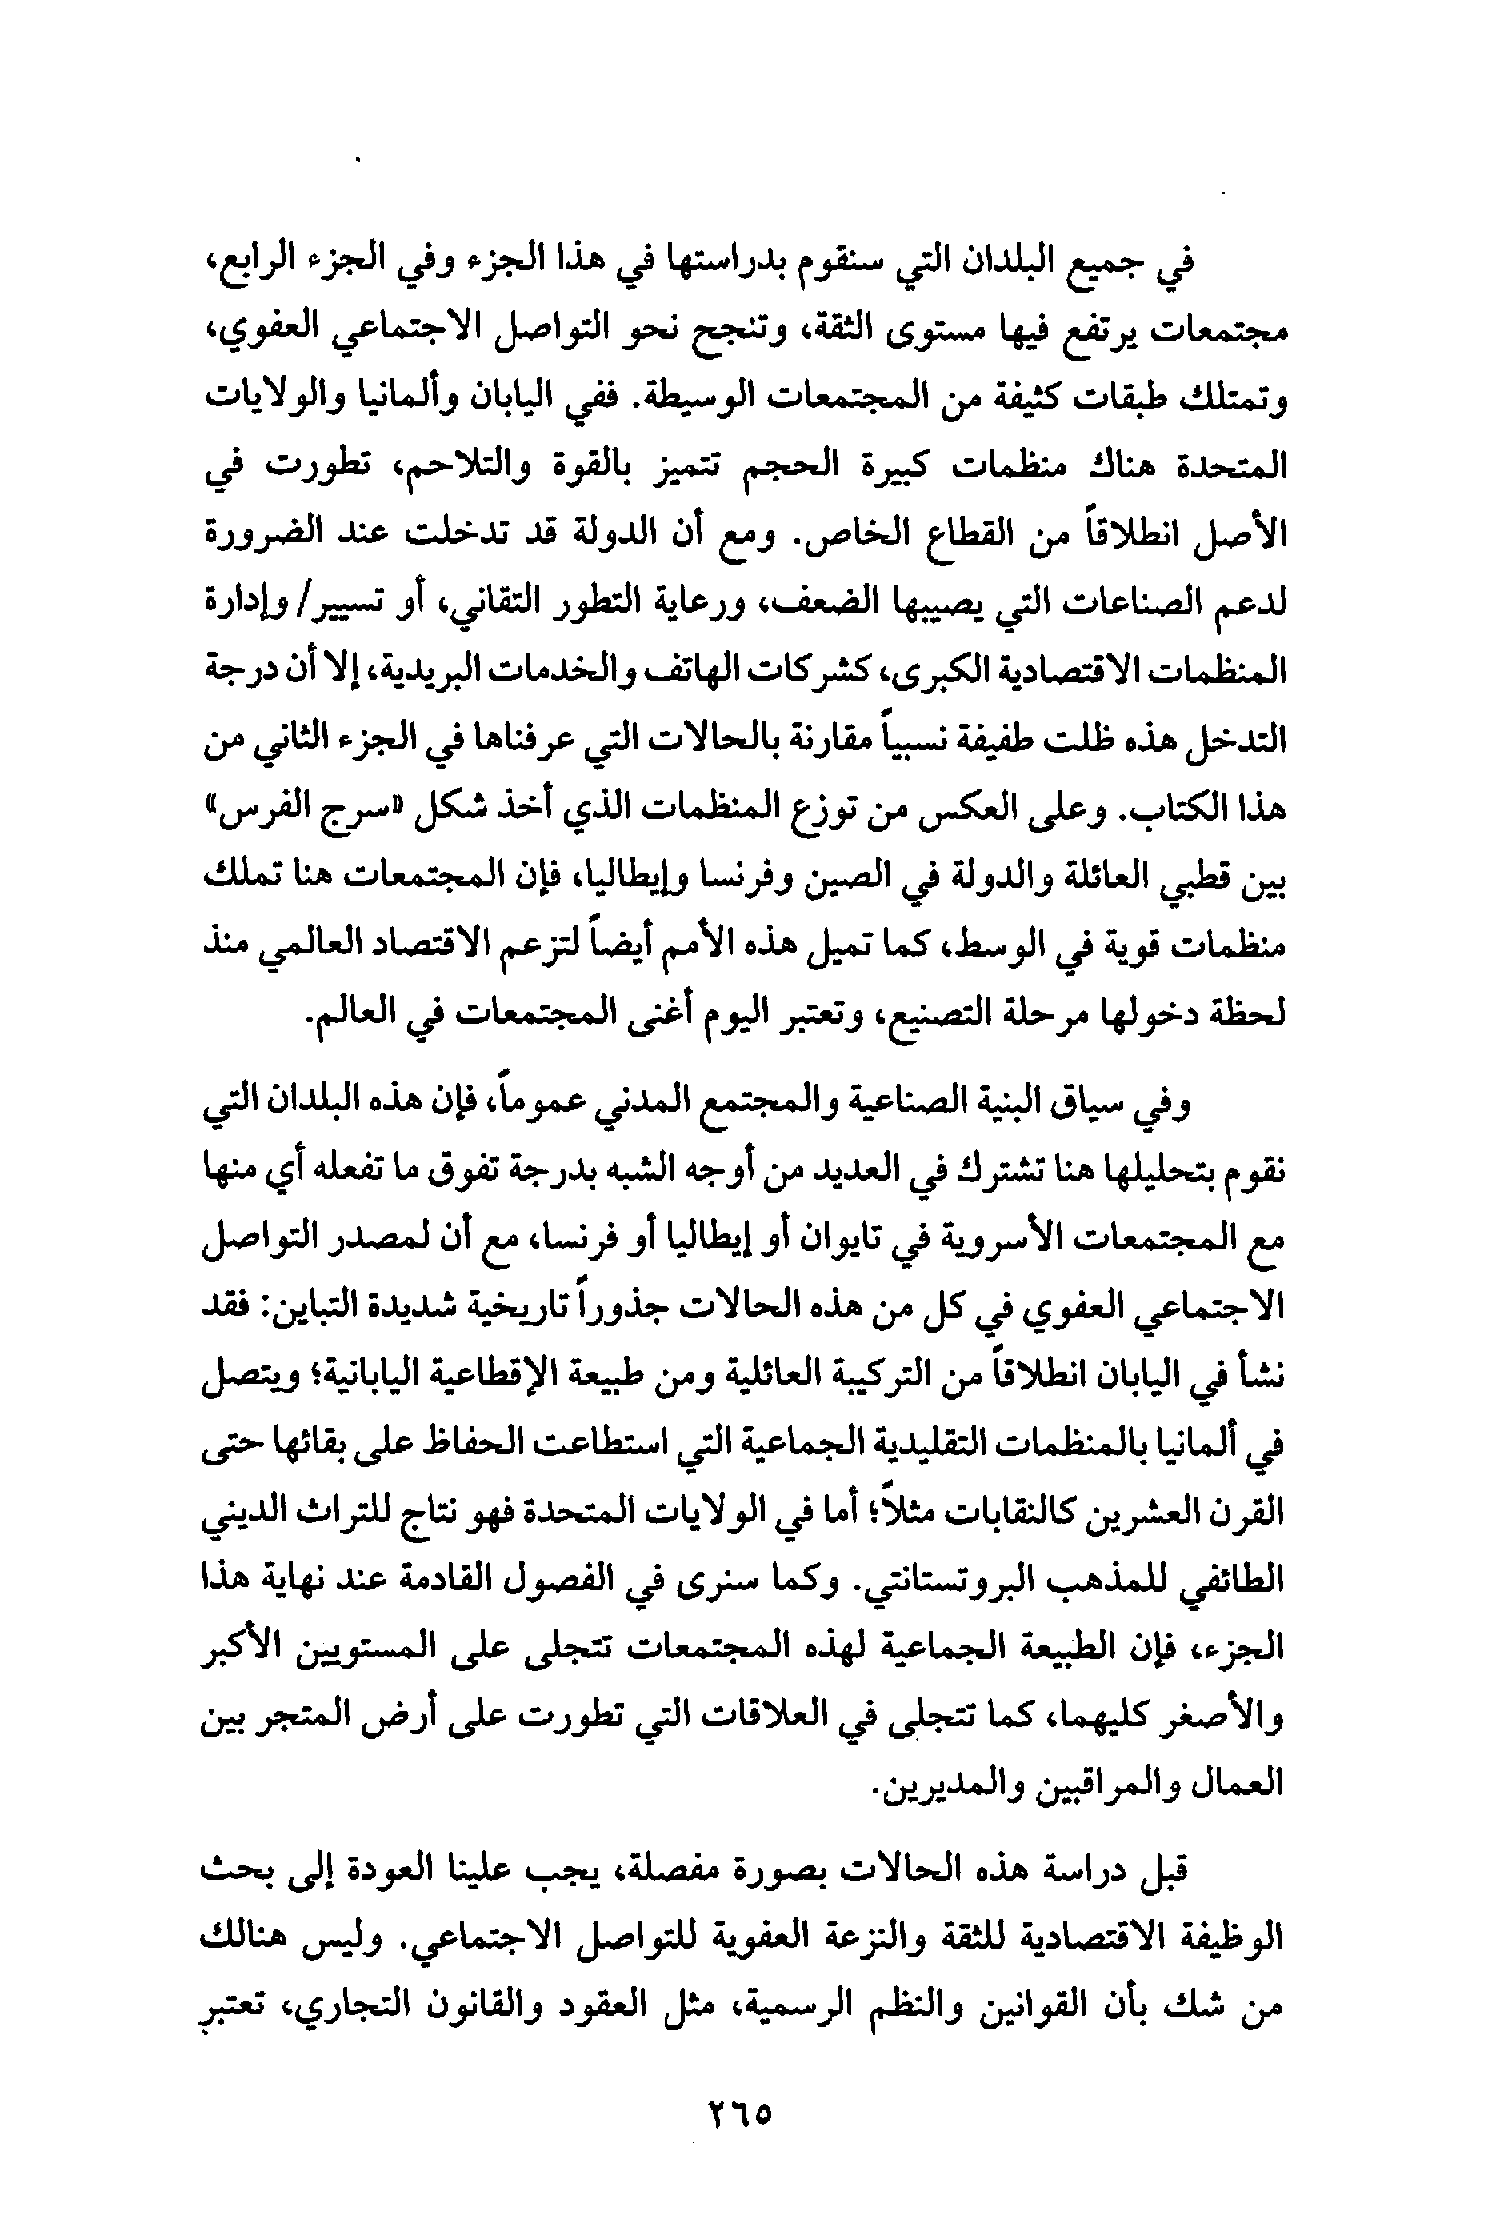 في جميع البلدان التي سنقوم بدراستها في هذا الجزء وفي الجزء الرابع،
مجتمعات يرتفع فيها مستوى الثقة، وتنجح نحو التواصل الاجتماعي العفوي،
وتمتلك طبقات كثيفة من المجتمعات الوسيطة. ففي اليابان وألمانيا والولايات
المتحدة هناك منظمات كبيرة الحجم تتميز بالقوة والتلاحم، تطورت في
الأصل انطلاقاً من القطاع الخاص. ومع أن الدولة قد تدخلت عند الضرورة
لدعم الصناعات التي يصيبها الضعف، ورعاية التطور التقاني، أو تسيير/وإدارة
المنظمات الاقتصادية الكبرى، كشركات الهاتف والخدمات البريدية، إلا أن درجة
التدخل هذه ظلت طفيفة نسبياً مقارنة بالحالات التي عرفناها في الجزء الثاني من
هذا الكتاب. وعلى العكس من توزع المنظمات الذي أخذ شكل «سرج الفرس»
بين قطبي العائلة والدولة في الصين وفرنسا وإيطاليا، فإن المجتمعات هنا تملك
منظمات قوية في الوسط، كما تميل هذه الأمم أيضاً لتزعم الاقتصاد العالمي منذ
لحظة دخولها مرحلة التصنيع، وتعتبر اليوم أغنى المجتمعات في العالم.
وفي سياق البنية الصناعية والمجتمع المدني عموماً، فإن هذه البلدان التي
نقوم بتحليلها هنا تشترك في العديد من أوجه الشبه بدرجة تفوق ما تفعله أي منها
مع المجتمعات الأسروية في تايوان أو إيطاليا أو فرنسا، مع أن لمصدر التواصل
الاجتماعي العفوي في كل من هذه الحالات جذوراً تاريخية شديدة التباين: فقد
نشأ في اليابان انطلاقاً من التركيبة العائلية ومن طبيعة الإقطاعية اليابانية؛ ويتصل
في ألمانيا بالمنظمات التقليدية الجماعية التي استطاعت الحفاظ على بقائها حتى
القرن العشرين كالنقابات مثلاً؛ أما في الولايات المتحدة فهو نتاج للتراث الديني
الطائفي للمذهب البروتستانتي. وكما سنرى في الفصول القادمة عند نهاية هذا
الجزء، فإن الطبيعة الجماعية لهذه المجتمعات تتجلى على المستويين الأكبر
والأصغر كليهما، كما تتجلى في العلاقات التي تطورت على أرض المتجر بين
العمال والمراقبين والمديرين.
قبل دراسة هذه الحالات بصورة مفصلة، يجب علينا العودة إلى بحث
الوظيفة الاقتصادية للثقة والنزعة العفوية للتواصل الاجتماعي. وليس هنالك
من شك بأن القوانين والنظم الرسمية، مثل العقود والقانون التجاري، تعتبر
٢٦٥